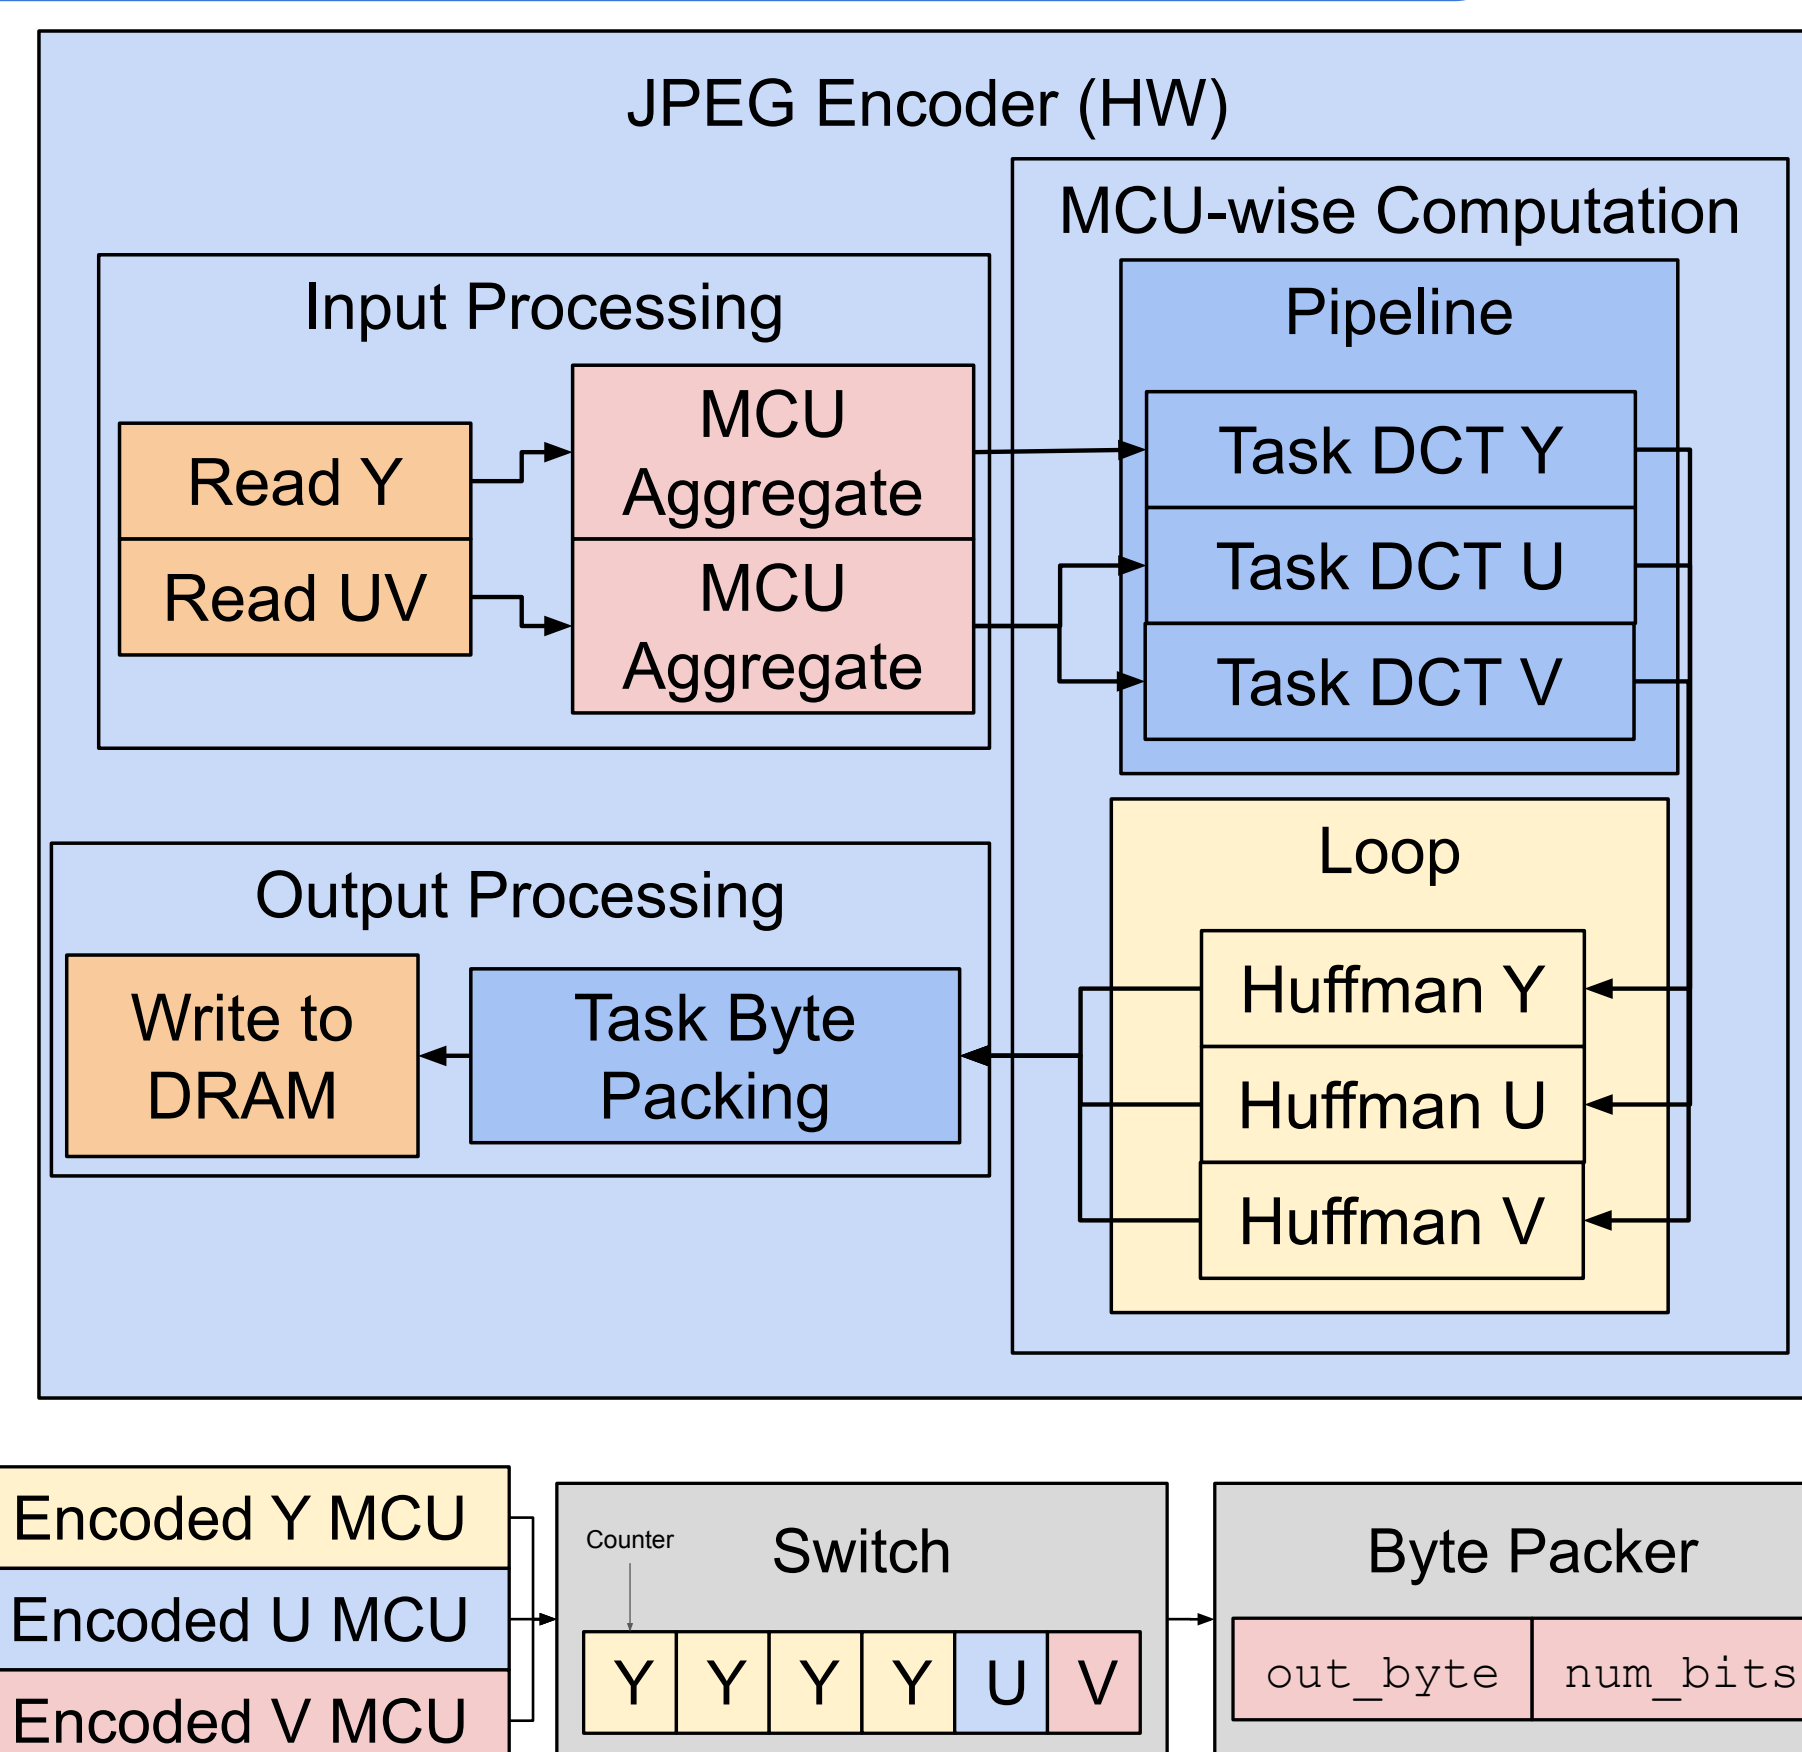 JPEG Encoder (HW)
MCU-wise Computation
Input Processing
Pipeline
Read Y
Read UV
MCU
Aggregate
MCU
Aggregate
Task DCT Y
Task DCT U
Task DCT V
Loop
Huffman Y
Huffman U
Huffman V
Output Processing
Write to
DRAM
Task Byte
Packing
Encoded Y MCU
Encoded U MCU
Encoded V MCU
Counter
Switch
Y Y Y Y U V
Byte Packer
out_byte num_bits